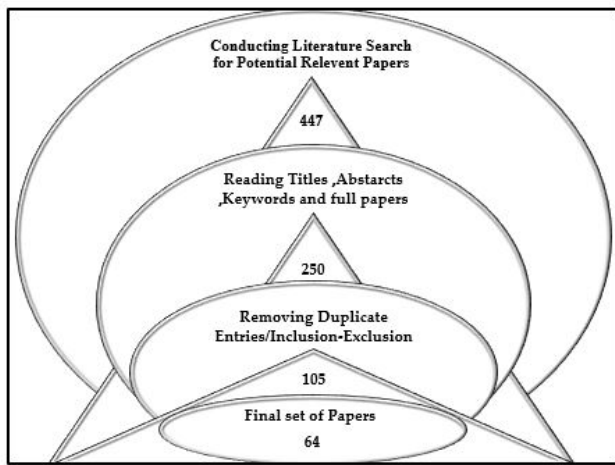 Conducting Literature Search
for Potential Relevent Papers
447
Reading Titles ,Abstarcts
,Keywords and full papers
250
Removing Duplicate
Entries/Inclusion-Exclusion
105
Final set of Papers
64